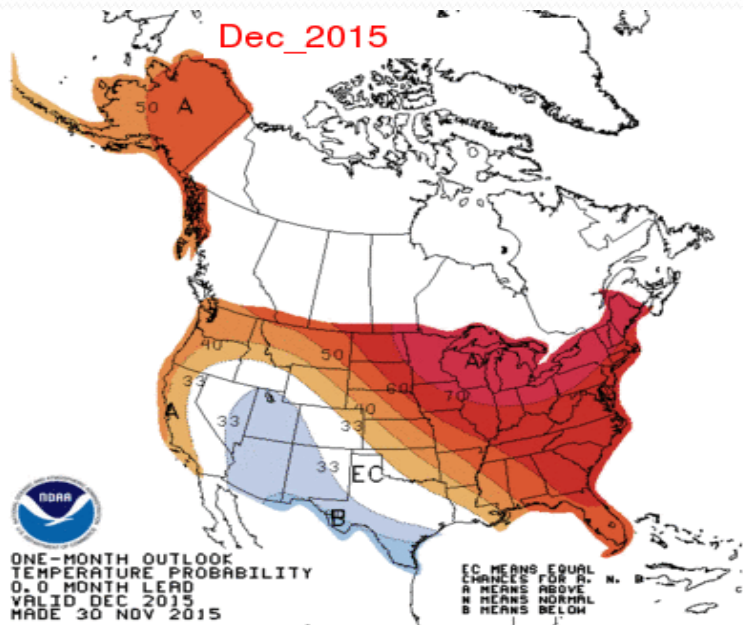 Dec_2015
50 A
40
50
A
33
60
70
A
40
33
33
33
EC
B
NOAA
ONE-MONTH OUTLOOK
TEMPERATURE PROBABILITY
0.0 MONTH LEAD
VALID DEC 2015
MADE 30 NOV 2015
EC MEANS EQUAL
CHANCES FOR A, N, B
A MEANS ABOVE
N MEANS NORMAL
B MEANS BELOW